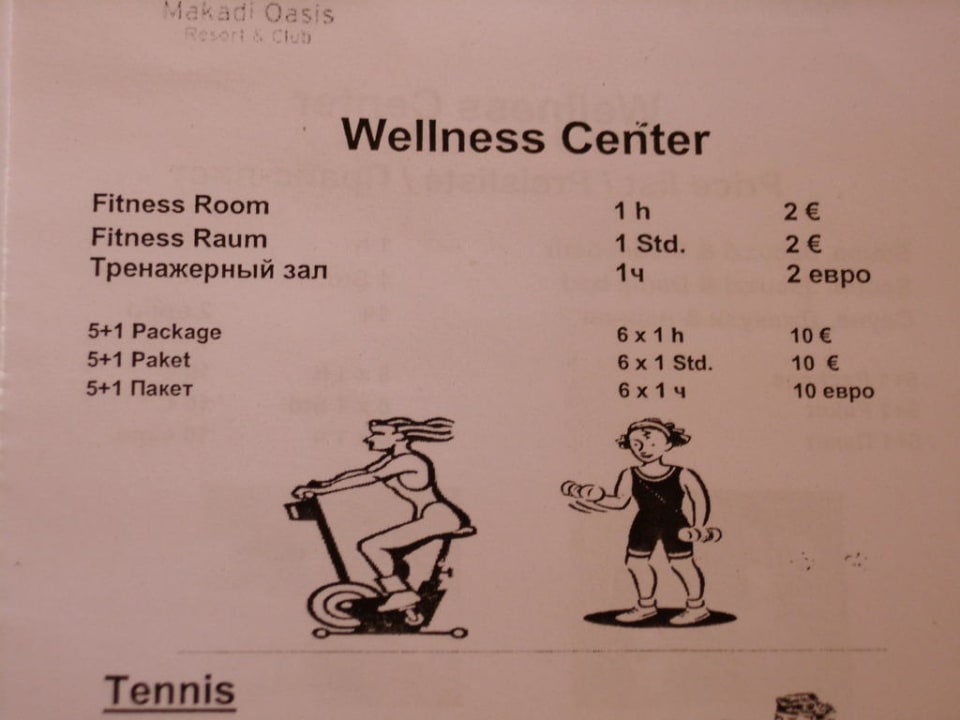 Makadi Oasis
Resort & Club
Wellness Center
Fitness Room 1 h 2 €
Fitness Raum 1 Std. 2 €
Тренажерный зал 1ч 2 евро
5+1 Package 6 x 1 h 10 €
5+1 Paket 6 x 1 Std. 10 €
5+1 Пакет 6 x 1 ч 10 евро
Tennis